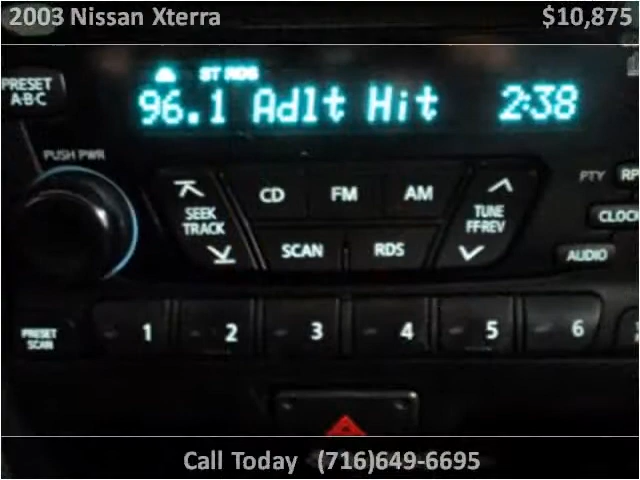 2003 Nissan Xterra $10,875
PRESET
A·B·C
ST RDS
96.1 Adlt Hit 2:38
PUSH PWR
SEEK
TRACK
CD FM AM
TUNE
FF·REV
PTY
CLOCK
SCAN RDS
AUDIO
PRESET
SCAN
1 2 3 4 5 6
Call Today (716)649-6695